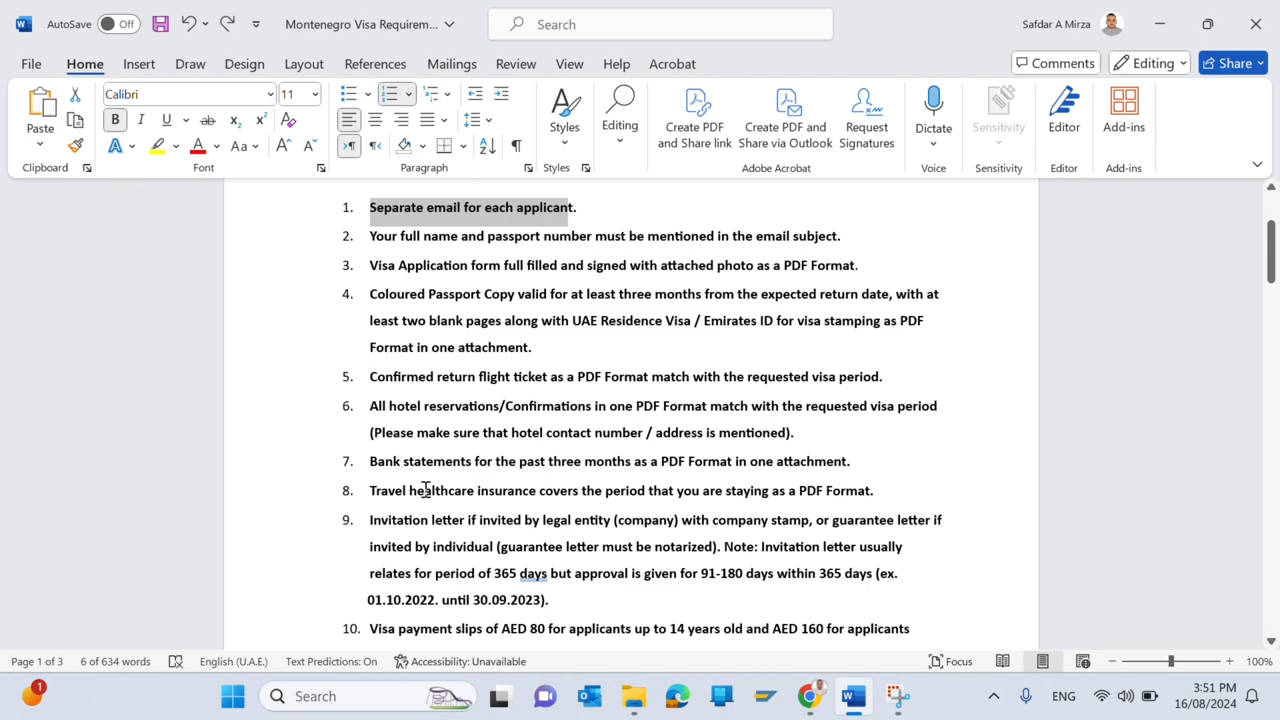 AutoSave Off Montenegro Visa Requirem... Search Safdar A Mirza
File Home Insert Draw Design Layout References Mailings Review View Help Acrobat Comments Editing Share
Calibri 11
Paste Styles Editing Create PDF and Share link Create PDF and Share via Outlook Request Signatures Dictate Sensitivity Editor Add-ins
Clipboard Font Paragraph Styles Adobe Acrobat Voice Sensitivity Editor Add-ins
1. Separate email for each applicant.
2. Your full name and passport number must be mentioned in the email subject.
3. Visa Application form full filled and signed with attached photo as a PDF Format.
4. Coloured Passport Copy valid for at least three months from the expected return date, with at
least two blank pages along with UAE Residence Visa / Emirates ID for visa stamping as PDF
Format in one attachment.
5. Confirmed return flight ticket as a PDF Format match with the requested visa period.
6. All hotel reservations/Confirmations in one PDF Format match with the requested visa period
(Please make sure that hotel contact number / address is mentioned).
7. Bank statements for the past three months as a PDF Format in one attachment.
8. Travel healthcare insurance covers the period that you are staying as a PDF Format.
9. Invitation letter if invited by legal entity (company) with company stamp, or guarantee letter if
invited by individual (guarantee letter must be notarized). Note: Invitation letter usually
relates for period of 365 days but approval is given for 91-180 days within 365 days (ex.
01.10.2022. until 30.09.2023).
10. Visa payment slips of AED 80 for applicants up to 14 years old and AED 160 for applicants
Page 1 of 3 6 of 634 words English (U.A.E.) Text Predictions: On Accessibility: Unavailable Focus 100%
1 Search ENG 3:51 PM
16/08/2024